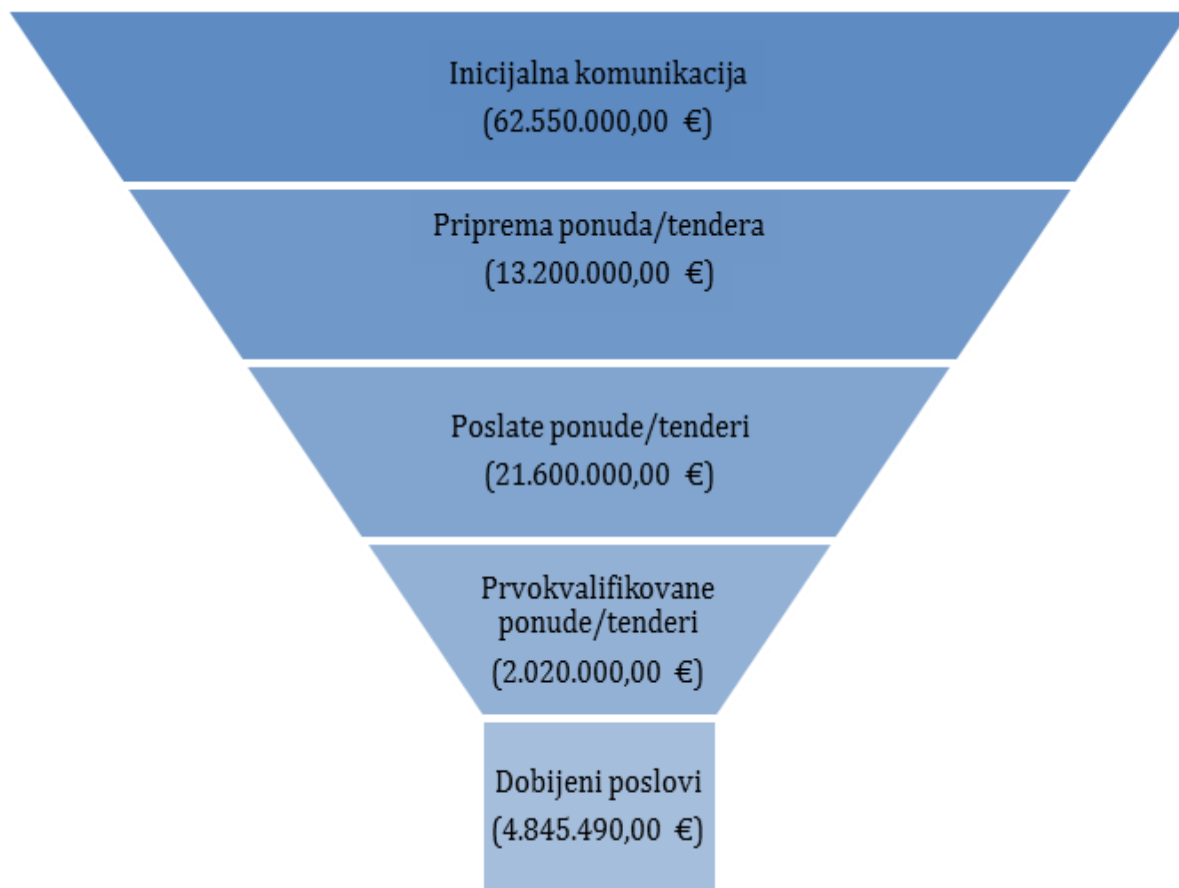 Inicijalna komunikacija
(62.550.000,00 €)
Priprema ponuda/tendera
(13.200.000,00 €)
Poslate ponude/tenderi
(21.600.000,00 €)
Prvokvalifikovane
ponude/tenderi
(2.020.000,00 €)
Dobijeni poslovi
(4.845.490,00 €)